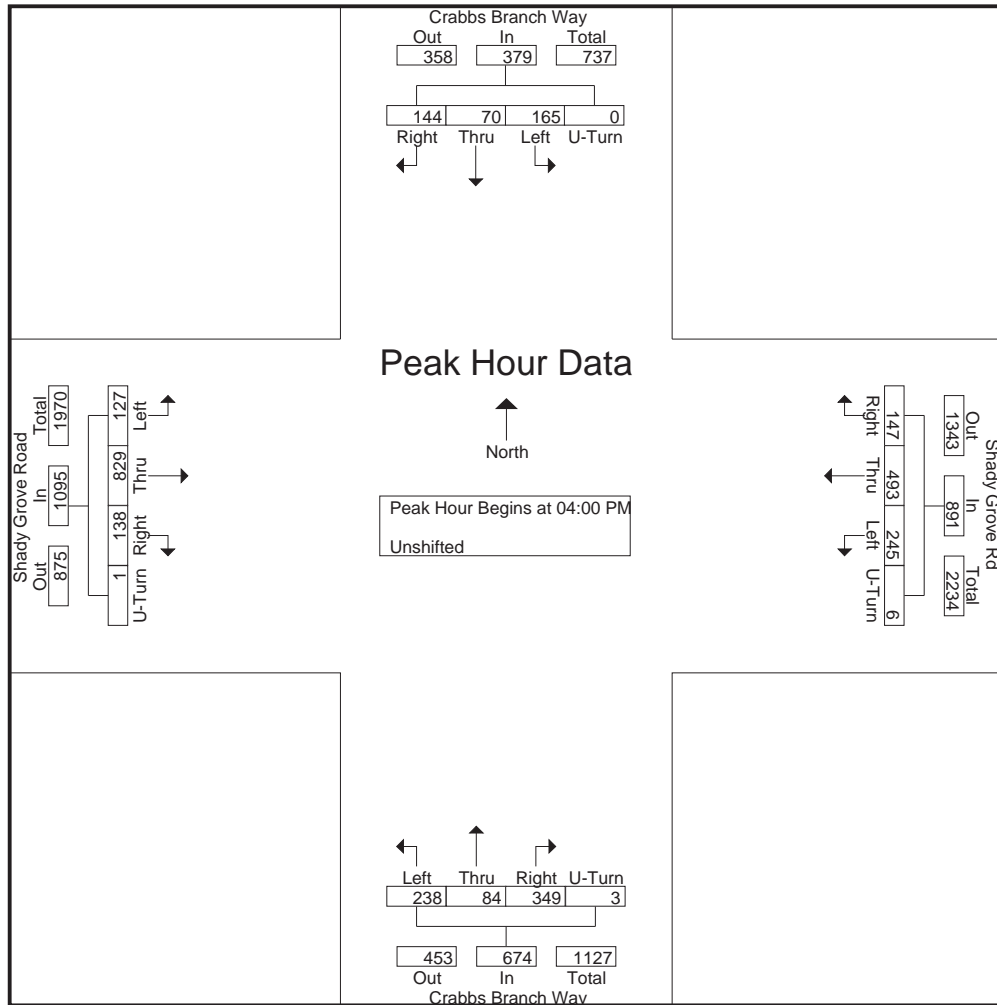 Crabbs Branch Way
Out In Total
358 379 737
144 70 165 0
Right Thru Left U-Turn
Peak Hour Data
North
Peak Hour Begins at 04:00 PM
Unshifted
Shady Grove Road
Out In Total
875 1095 1970
1 138 829 127
U-Turn Right Thru Left
Shady Grove Rd
Out In Total
1343 891 2234
147 493 245 6
Right Thru Left U-Turn
Left Thru Right U-Turn
238 84 349 3
453 674 1127
Out In Total
Crabbs Branch Way